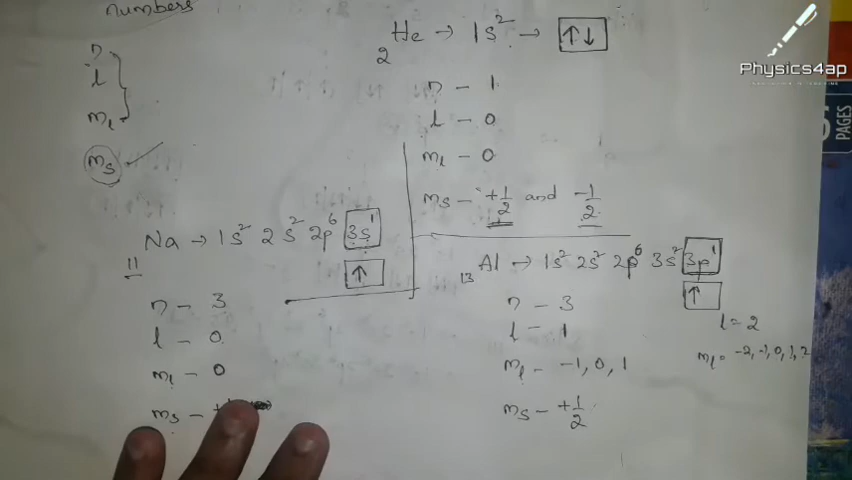 numbers
n
l
ml
ms
2He → 1s² → ↑↓
n – 1
l – 0
ml – 0
ms – +1/2 and -1/2
11Na → 1s² 2s² 2p⁶ 3s¹
↑
n – 3
l – 0
ml – 0
ms – +
13Al → 1s² 2s² 2p⁶ 3s² 3p¹
↑
n – 3
l – 1
ml – -1, 0, 1
ms – +1/2
l = 2
ml = -2, -1, 0, 1, 2
Physics4ap
PAGES